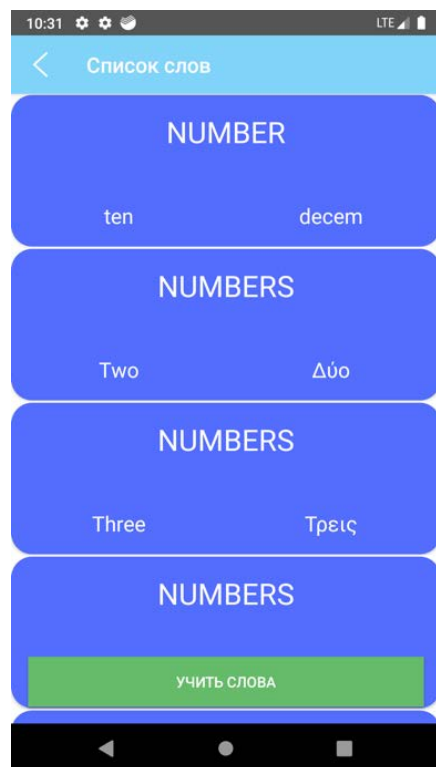 10:31 LTE
Список слов
NUMBER
ten decem
NUMBERS
Two Δύο
NUMBERS
Three Τρεις
NUMBERS
УЧИТЬ СЛОВА